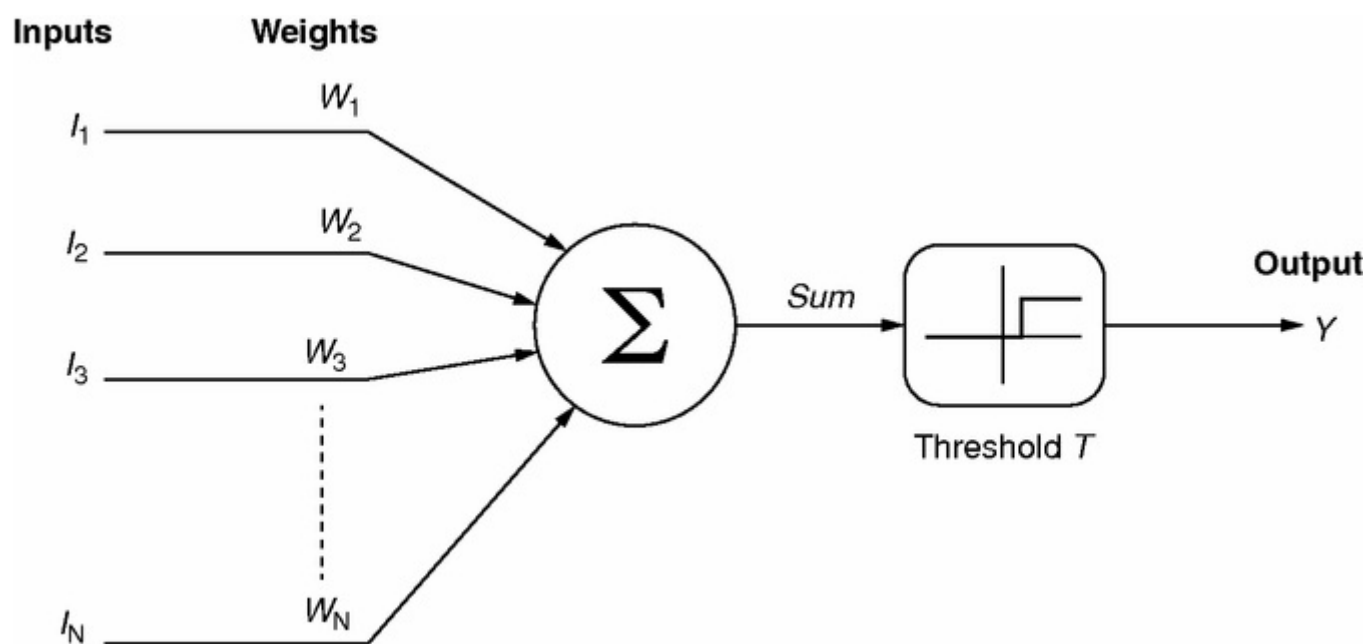 Inputs Weights
I1 W1
I2 W2
I3 W3
IN WN
Σ
Sum
Threshold T
Output
Y